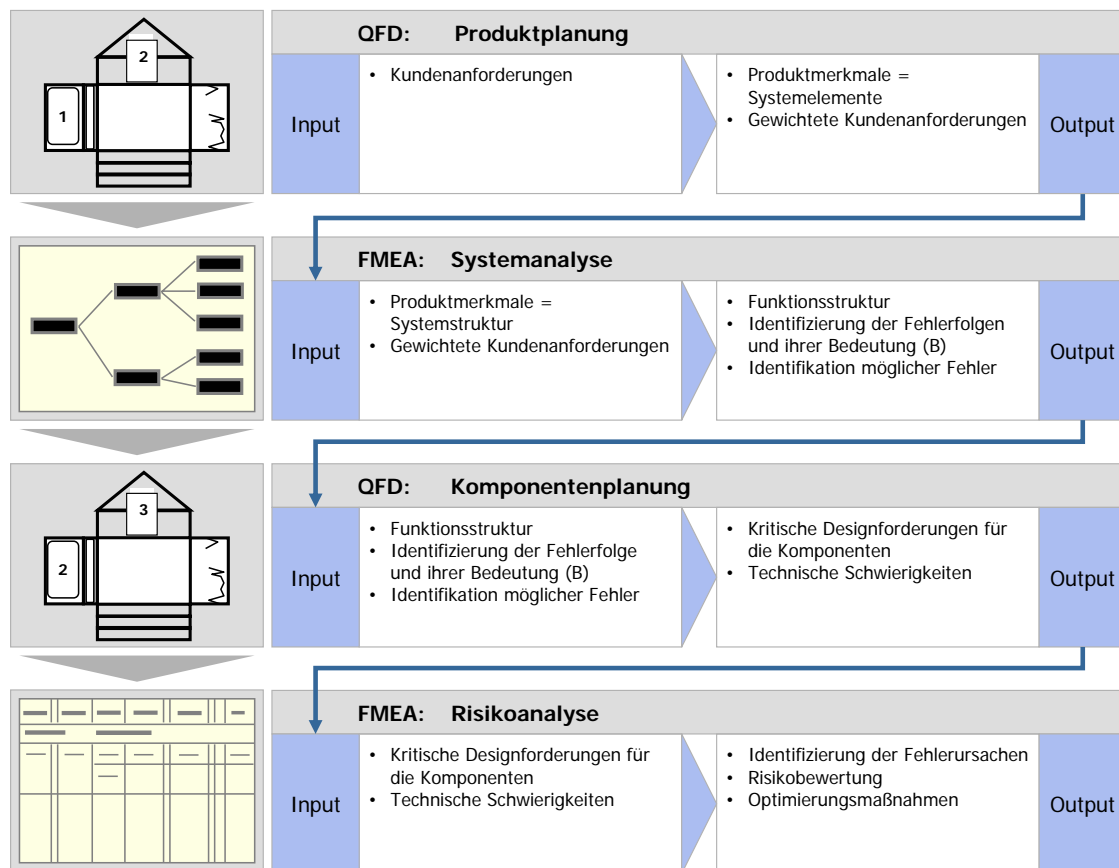 2
1
QFD: Produktplanung
Input
• Kundenanforderungen
• Produktmerkmale =
Systemelemente
• Gewichtete Kundenanforderungen
Output
FMEA: Systemanalyse
Input
• Produktmerkmale =
Systemstruktur
• Gewichtete Kundenanforderungen
• Funktionsstruktur
• Identifizierung der Fehlerfolgen
und ihrer Bedeutung (B)
• Identifikation möglicher Fehler
Output
3
2
QFD: Komponentenplanung
Input
• Funktionsstruktur
• Identifizierung der Fehlerfolge
und ihrer Bedeutung (B)
• Identifikation möglicher Fehler
• Kritische Designforderungen für
die Komponenten
• Technische Schwierigkeiten
Output
FMEA: Risikoanalyse
Input
• Kritische Designforderungen für
die Komponenten
• Technische Schwierigkeiten
• Identifizierung der Fehlerursachen
• Risikobewertung
• Optimierungsmaßnahmen
Output